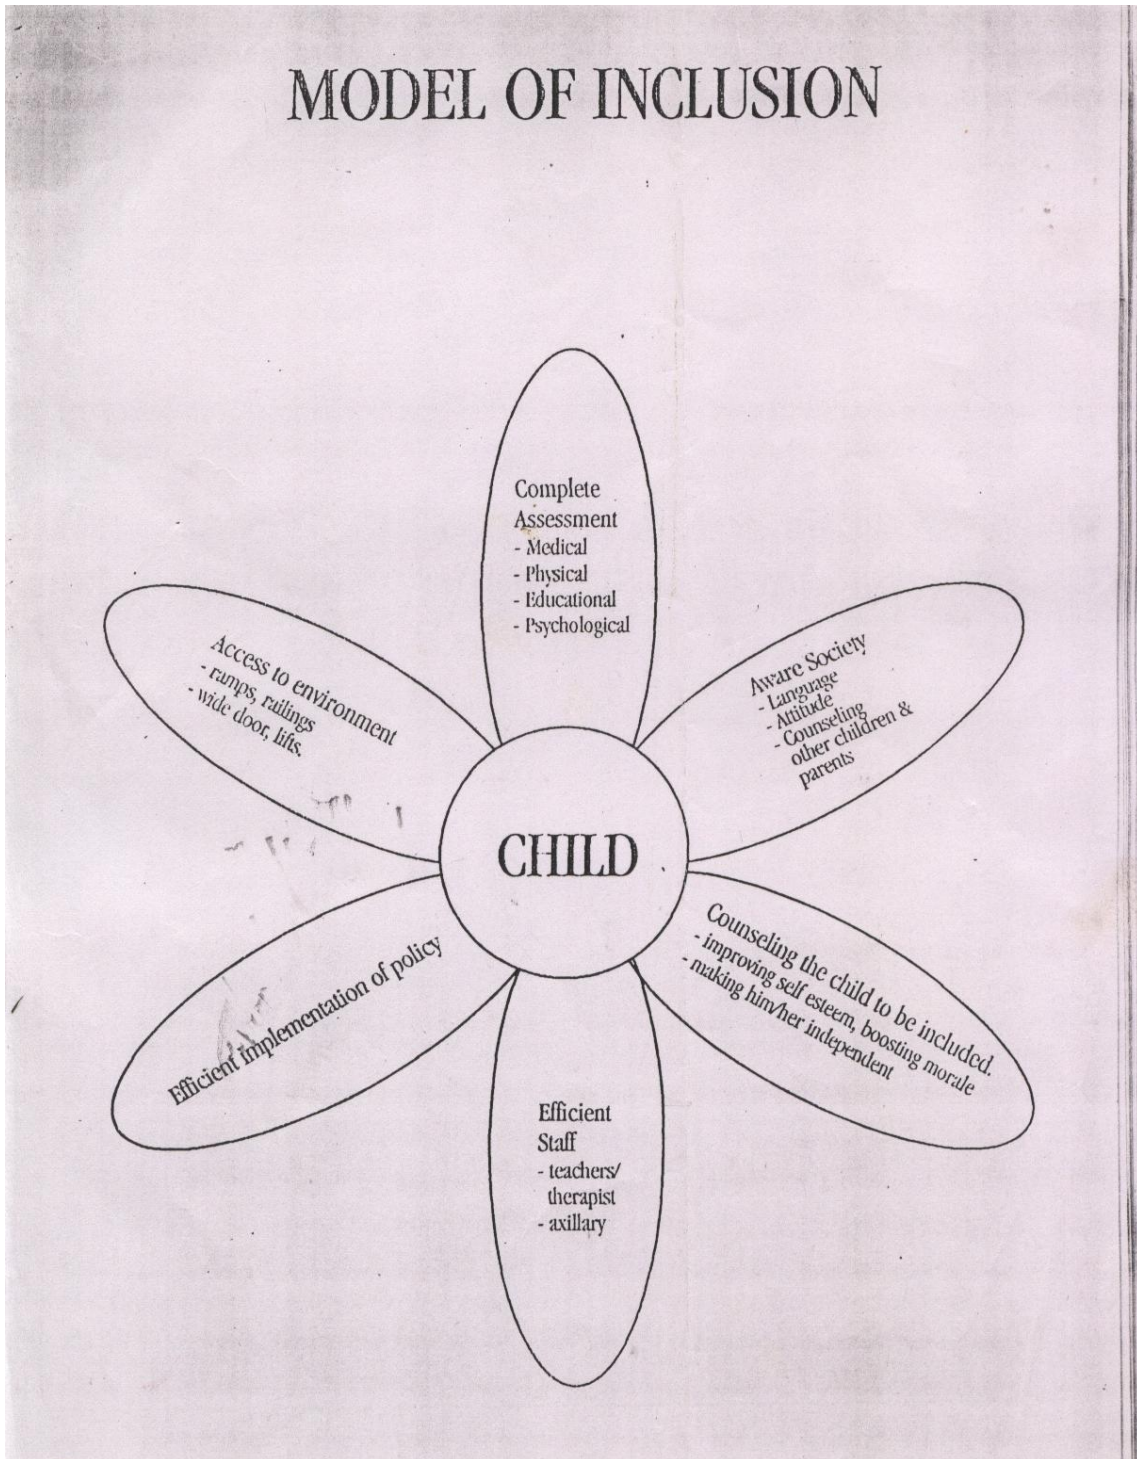 MODEL OF INCLUSION
Complete
Assessment
- Medical
- Physical
- Educational
- Psychological
Aware Society
- Language
- Attitude
- Counseling
other children &
parents
Counseling the child to be included.
- improving self esteem, boosting morale
- making him/her independent
Efficient
Staff
- teachers/
therapist
- axillary
Efficient implementation of policy
Access to environment
- ramps, railings
- wide door, lifts.
CHILD